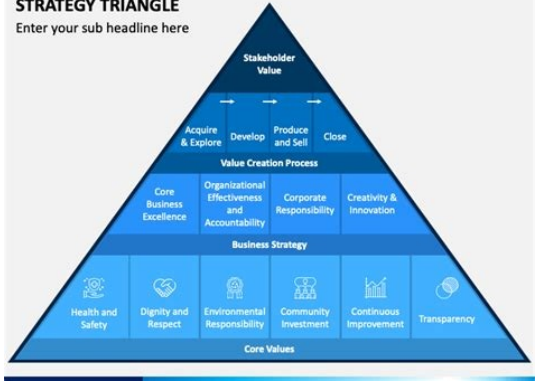 STRATEGY TRIANGLE
Enter your sub headline here
Stakeholder
Value
Acquire
& Explore
Develop
Produce
and Sell
Close
Value Creation Process
Core
Business
Excellence
Organizational
Effectiveness
and
Accountability
Corporate
Responsibility
Creativity &
Innovation
Business Strategy
Health and
Safety
Dignity and
Respect
Environmental
Responsibility
Community
Investment
Continuous
Improvement
Transparency
Core Values